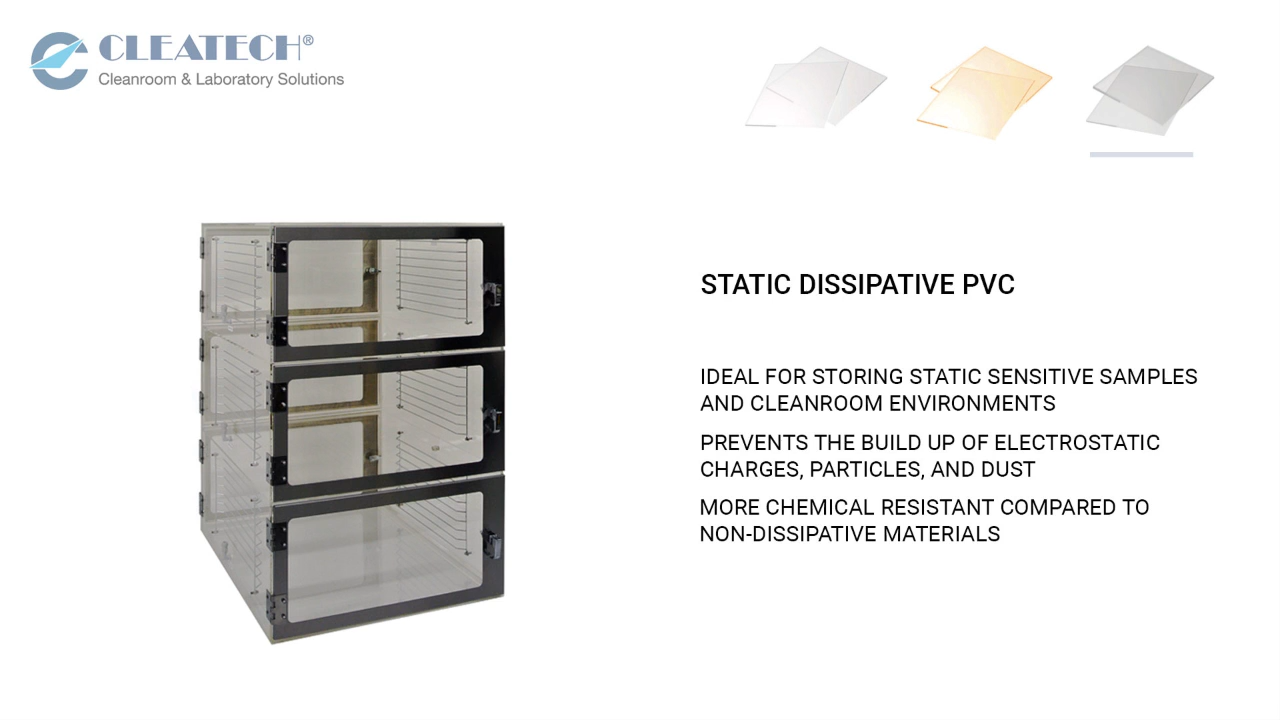 CLEATECH®
Cleanroom & Laboratory Solutions
STATIC DISSIPATIVE PVC
IDEAL FOR STORING STATIC SENSITIVE SAMPLES
AND CLEANROOM ENVIRONMENTS
PREVENTS THE BUILD UP OF ELECTROSTATIC
CHARGES, PARTICLES, AND DUST
MORE CHEMICAL RESISTANT COMPARED TO
NON-DISSIPATIVE MATERIALS